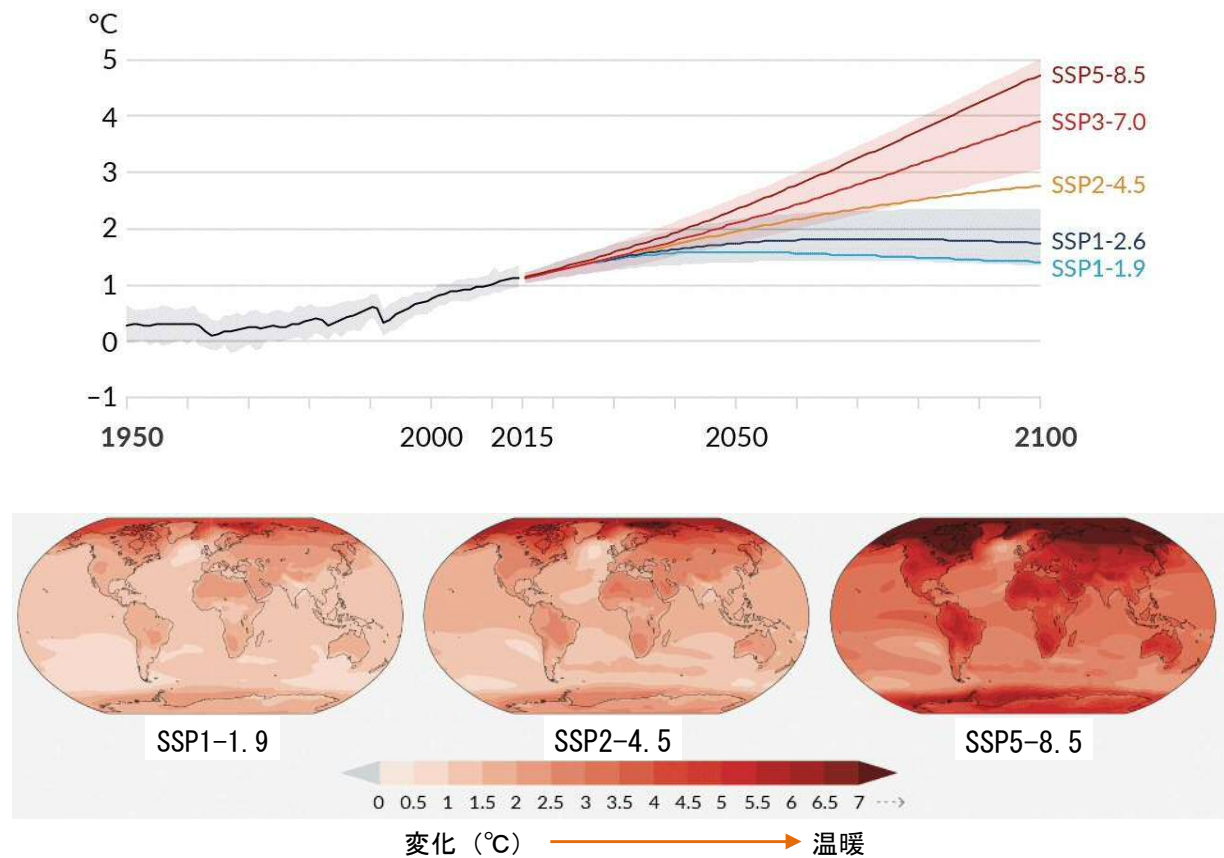 °C
5
4
3
2
1
0
−1
SSP5-8.5
SSP3-7.0
SSP2-4.5
SSP1-2.6
SSP1-1.9
1950 2000 2015 2050 2100
SSP1-1.9 SSP2-4.5 SSP5-8.5
0 0.5 1 1.5 2 2.5 3 3.5 4 4.5 5 5.5 6 6.5 7
変化（℃） 温暖